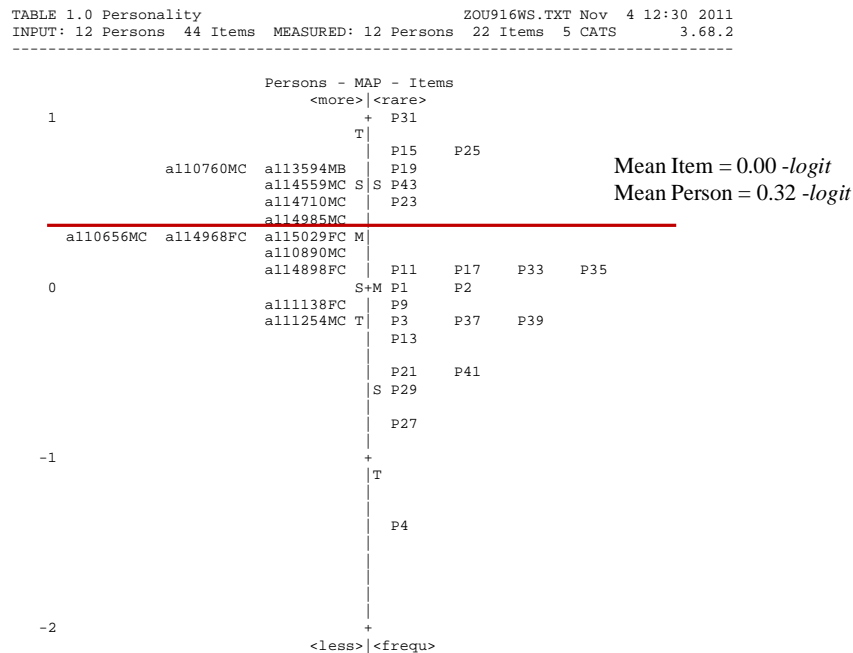 TABLE 1.0 Personality                             ZOU916WS.TXT Nov  4 12:30 2011
INPUT: 12 Persons  44 Items  MEASURED: 12 Persons  22 Items  5 CATS       3.68.2
--------------------------------------------------------------------------------
Persons - MAP - Items
<more>|<rare>
1 + P31
T|
| P15 P25
a110760MC a113594MB | P19
a114559MC S|S P43
a114710MC | P23
a114985MC |
a110656MC a114968FC a115029FC M|
a110890MC |
a114898FC | P11 P17 P33 P35
0 S+M P1 P2
a111138FC | P9
a111254MC T| P3 P37 P39
| P13
|
| P21 P41
|S P29
|
| P27
|
-1 +
|T
|
|
| P4
|
|
|
|
|
-2 +
<less>|<frequ>
Mean Item = 0.00 -logit
Mean Person = 0.32 -logit